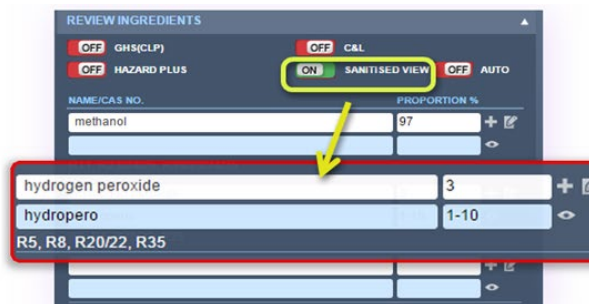 REVIEW INGREDIENTS
OFF GHS(CLP) OFF C&L
OFF HAZARD PLUS ON SANITISED VIEW OFF AUTO
NAME/CAS NO. PROPORTION %
methanol 97
hydrogen peroxide 3
hydropero 1-10
R5, R8, R20/22, R35